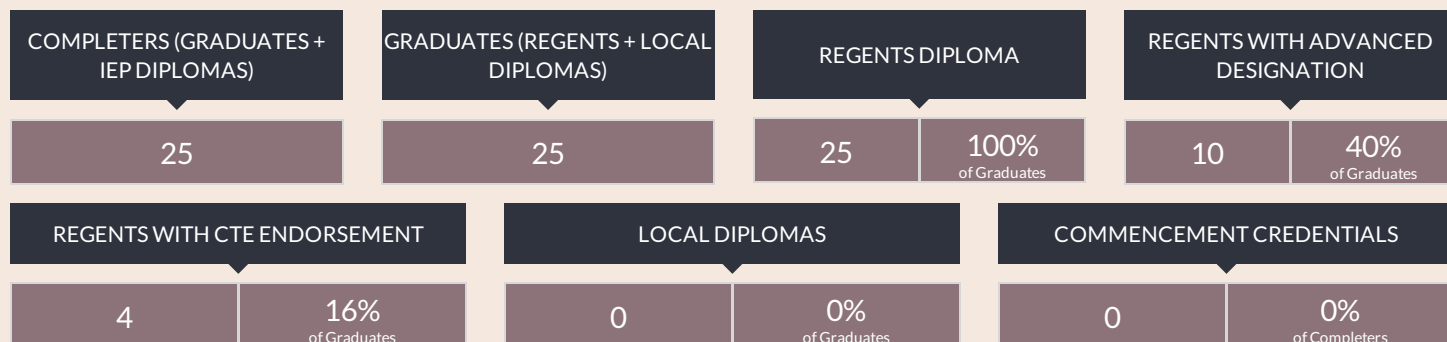 COMPLETERS (GRADUATES +
IEP DIPLOMAS)
25
GRADUATES (REGENTS + LOCAL
DIPLOMAS)
25
REGENTS DIPLOMA
25
100%
of Graduates
REGENTS WITH ADVANCED
DESIGNATION
10
40%
of Graduates
REGENTS WITH CTE ENDORSEMENT
4
16%
of Graduates
LOCAL DIPLOMAS
0
0%
of Graduates
COMMENCEMENT CREDENTIALS
0
0%
of Completers